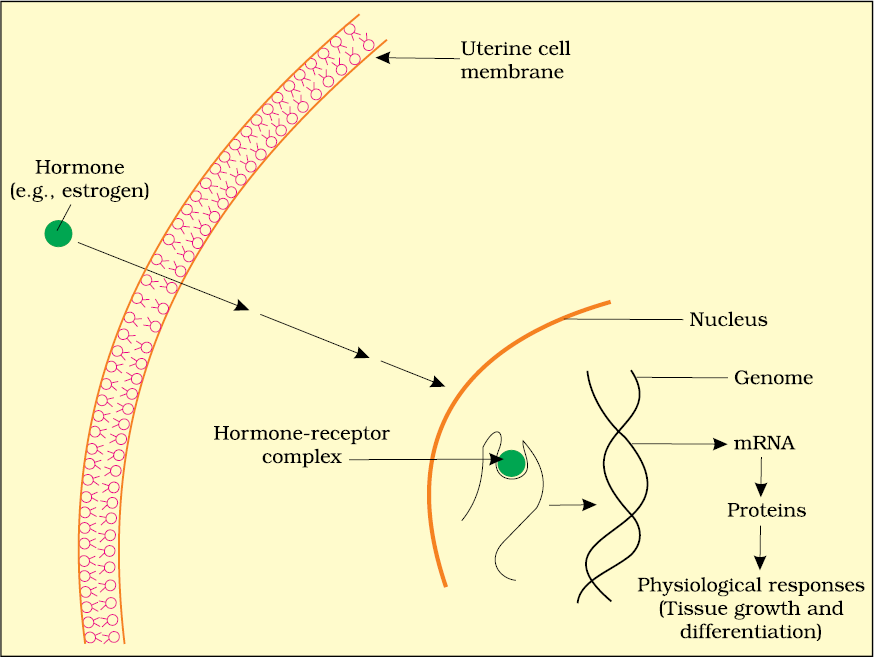 Uterine cell
membrane
Hormone
(e.g., estrogen)
Nucleus
Genome
Hormone-receptor
complex
mRNA
Proteins
Physiological responses
(Tissue growth and
differentiation)